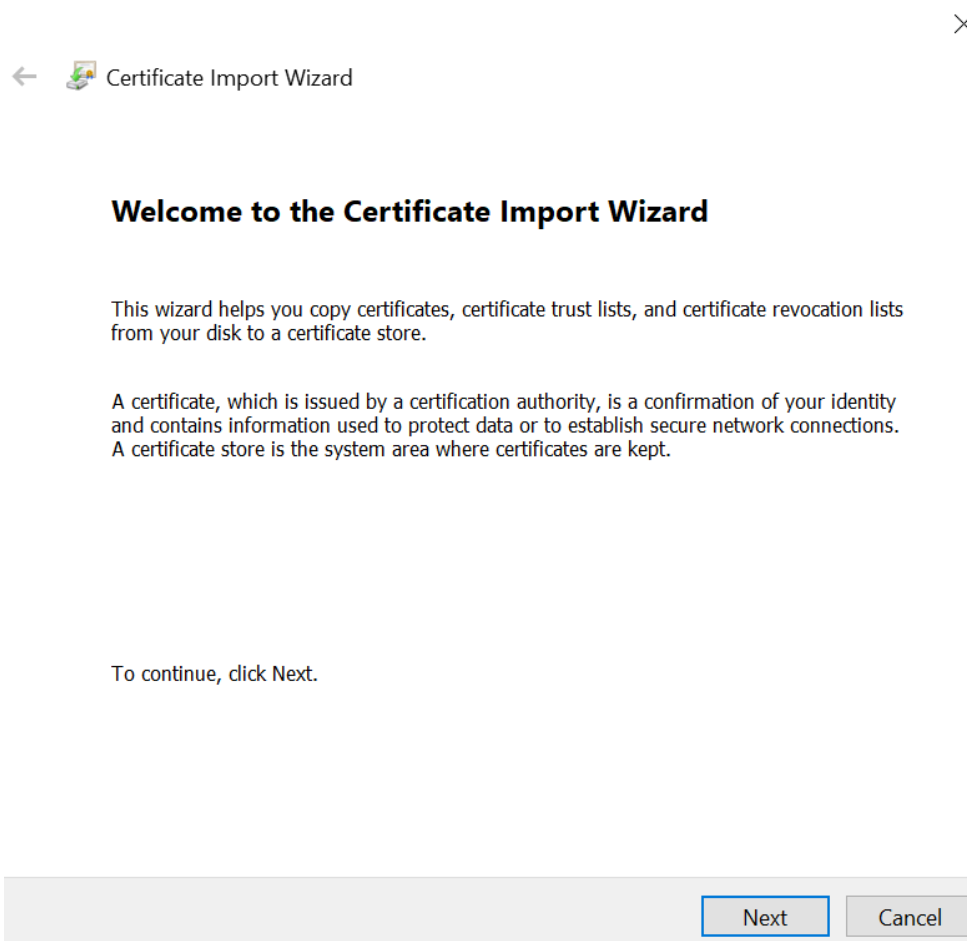 Certificate Import Wizard
Welcome to the Certificate Import Wizard
This wizard helps you copy certificates, certificate trust lists, and certificate revocation lists
from your disk to a certificate store.
A certificate, which is issued by a certification authority, is a confirmation of your identity
and contains information used to protect data or to establish secure network connections.
A certificate store is the system area where certificates are kept.
To continue, click Next.
Next
Cancel